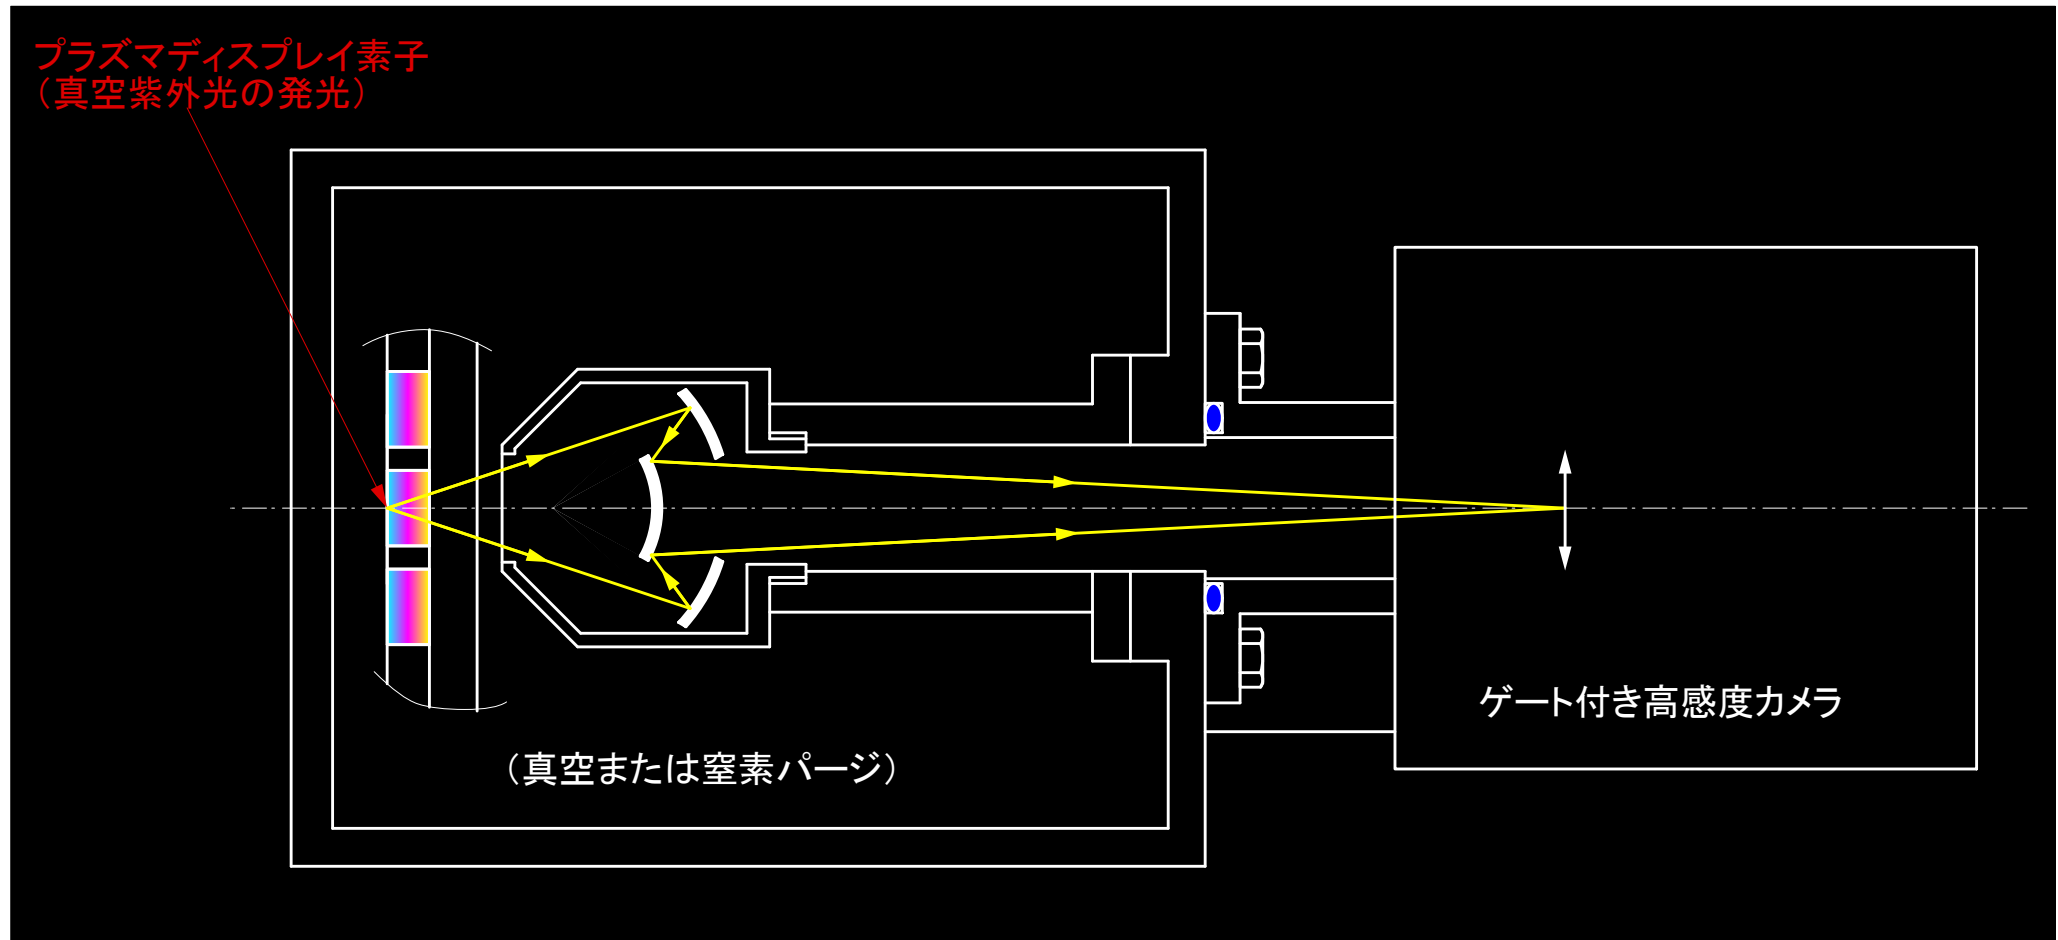 プラズマディスプレイ素子
（真空紫外光の発光）
ゲート付き高感度カメラ
（真空または窒素パージ）